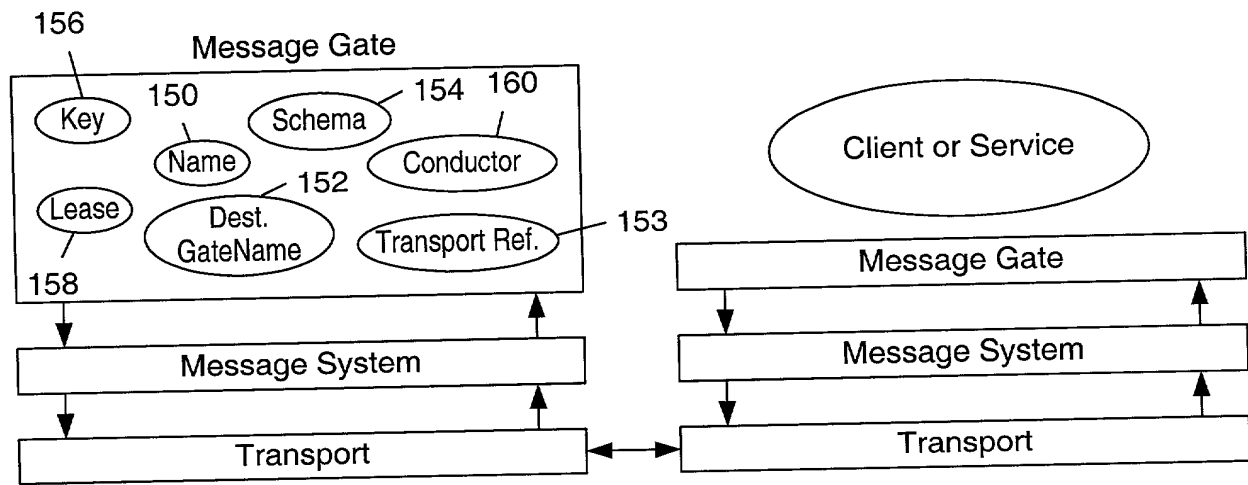 156
Message Gate
150
154
160
Key
Schema
Name
Conductor
152
Lease
Dest.
GateName
Transport Ref.
153
158
Message System
Transport
Client or Service
Message Gate
Message System
Transport